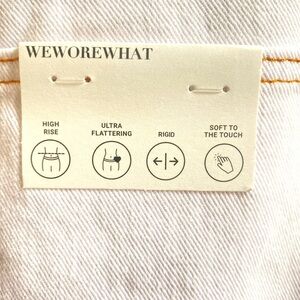 WEWOREWHAT
HIGH
RISE
ULTRA
FLATTERING
RIGID
SOFT TO
THE TOUCH